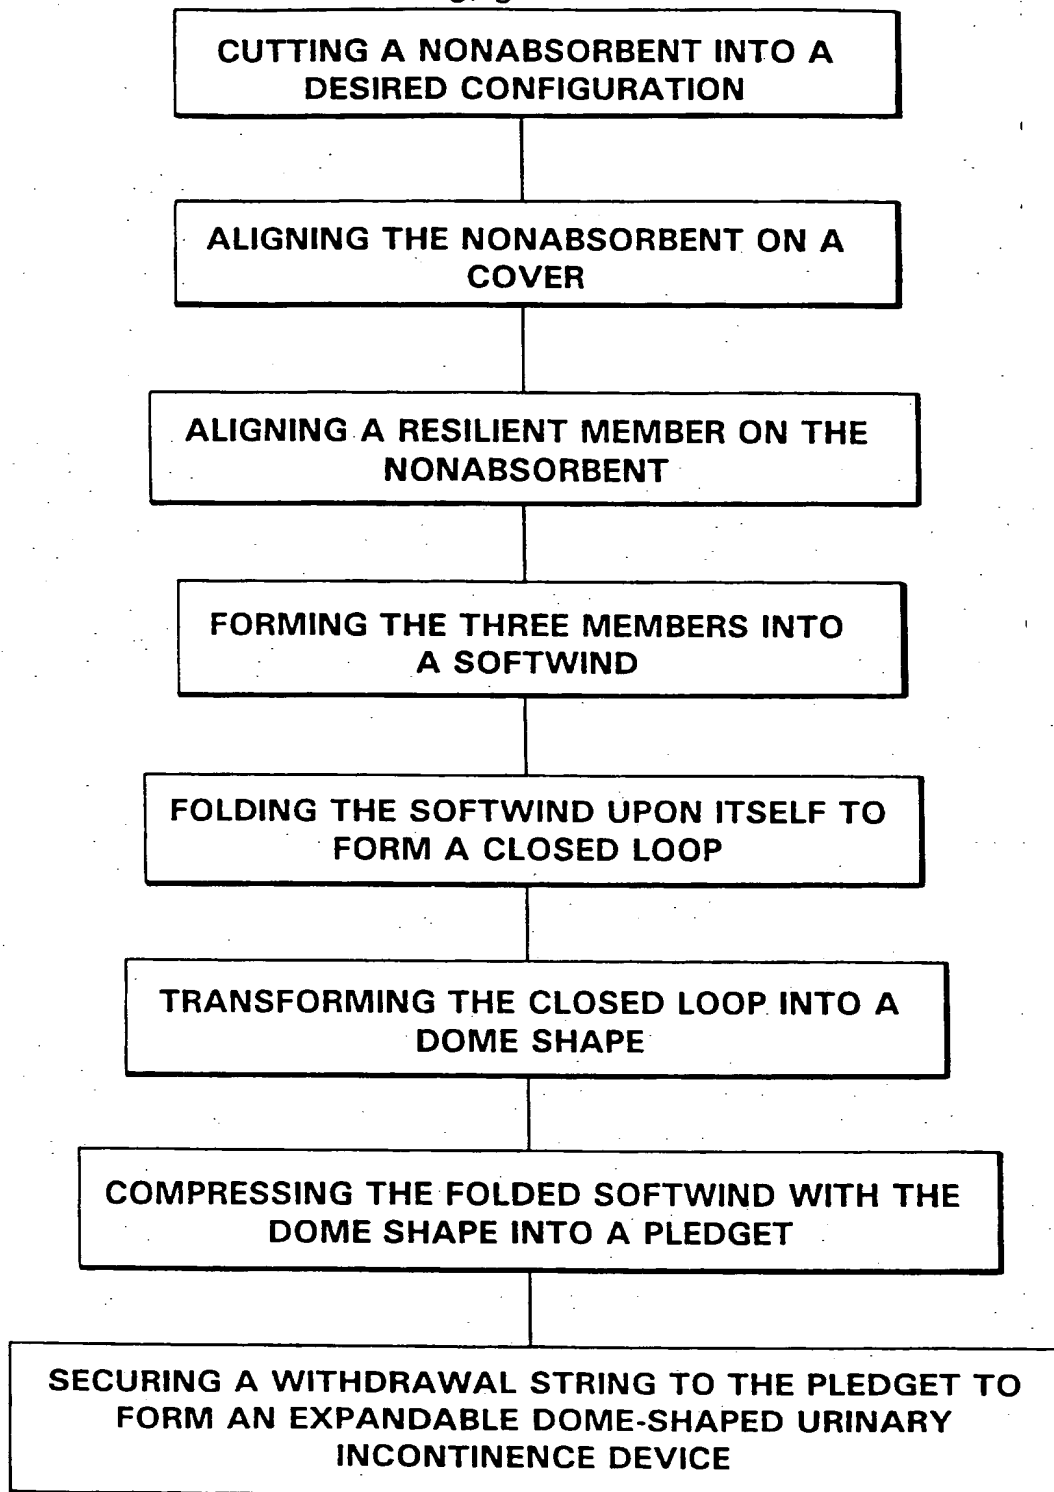 CUTTING A NONABSORBENT INTO A
DESIRED CONFIGURATION
ALIGNING THE NONABSORBENT ON A
COVER
ALIGNING A RESILIENT MEMBER ON THE
NONABSORBENT
FORMING THE THREE MEMBERS INTO
A SOFTWIND
FOLDING THE SOFTWIND UPON ITSELF TO
FORM A CLOSED LOOP
TRANSFORMING THE CLOSED LOOP INTO A
DOME SHAPE
COMPRESSING THE FOLDED SOFTWIND WITH THE
DOME SHAPE INTO A PLEDGET
SECURING A WITHDRAWAL STRING TO THE PLEDGET TO
FORM AN EXPANDABLE DOME-SHAPED URINARY
INCONTINENCE DEVICE